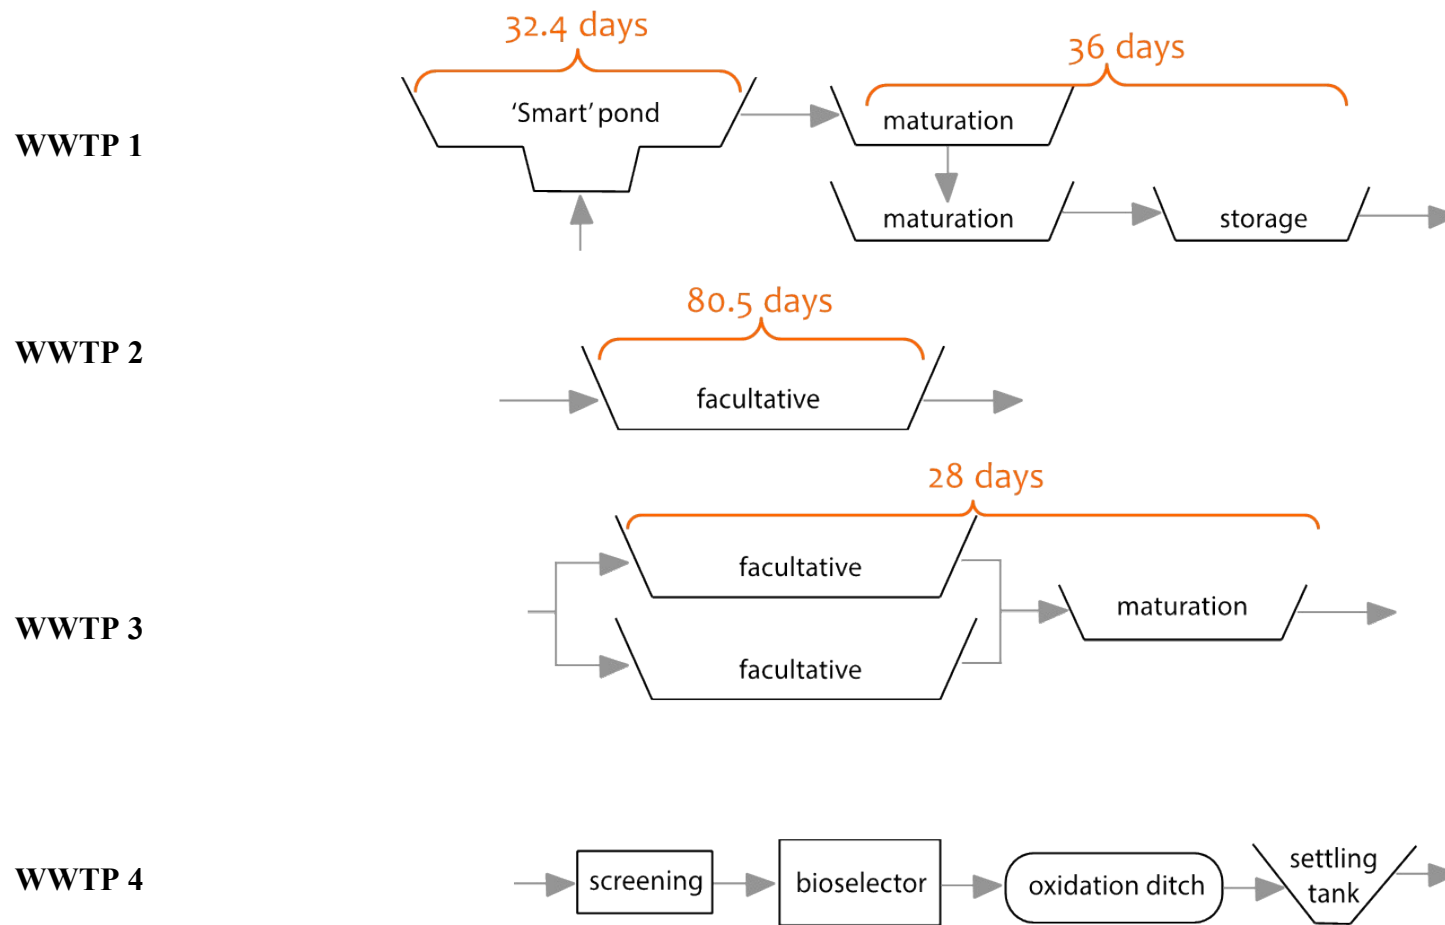 32.4 days
36 days
WWTP 1
'Smart' pond
maturation
maturation
storage
80.5 days
WWTP 2
facultative
28 days
facultative
WWTP 3
maturation
facultative
WWTP 4
screening
bioselector
oxidation ditch
settling
tank